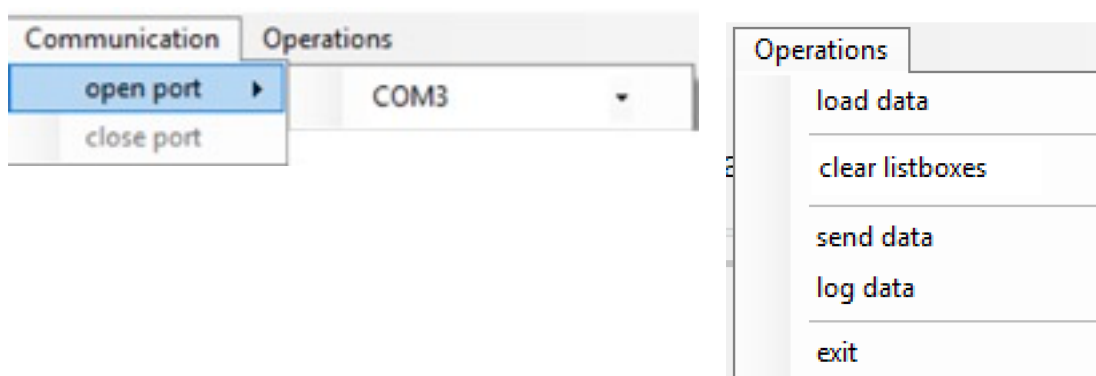 Communication Operations
open port COM3
close port
Operations
load data
clear listboxes
send data
log data
exit